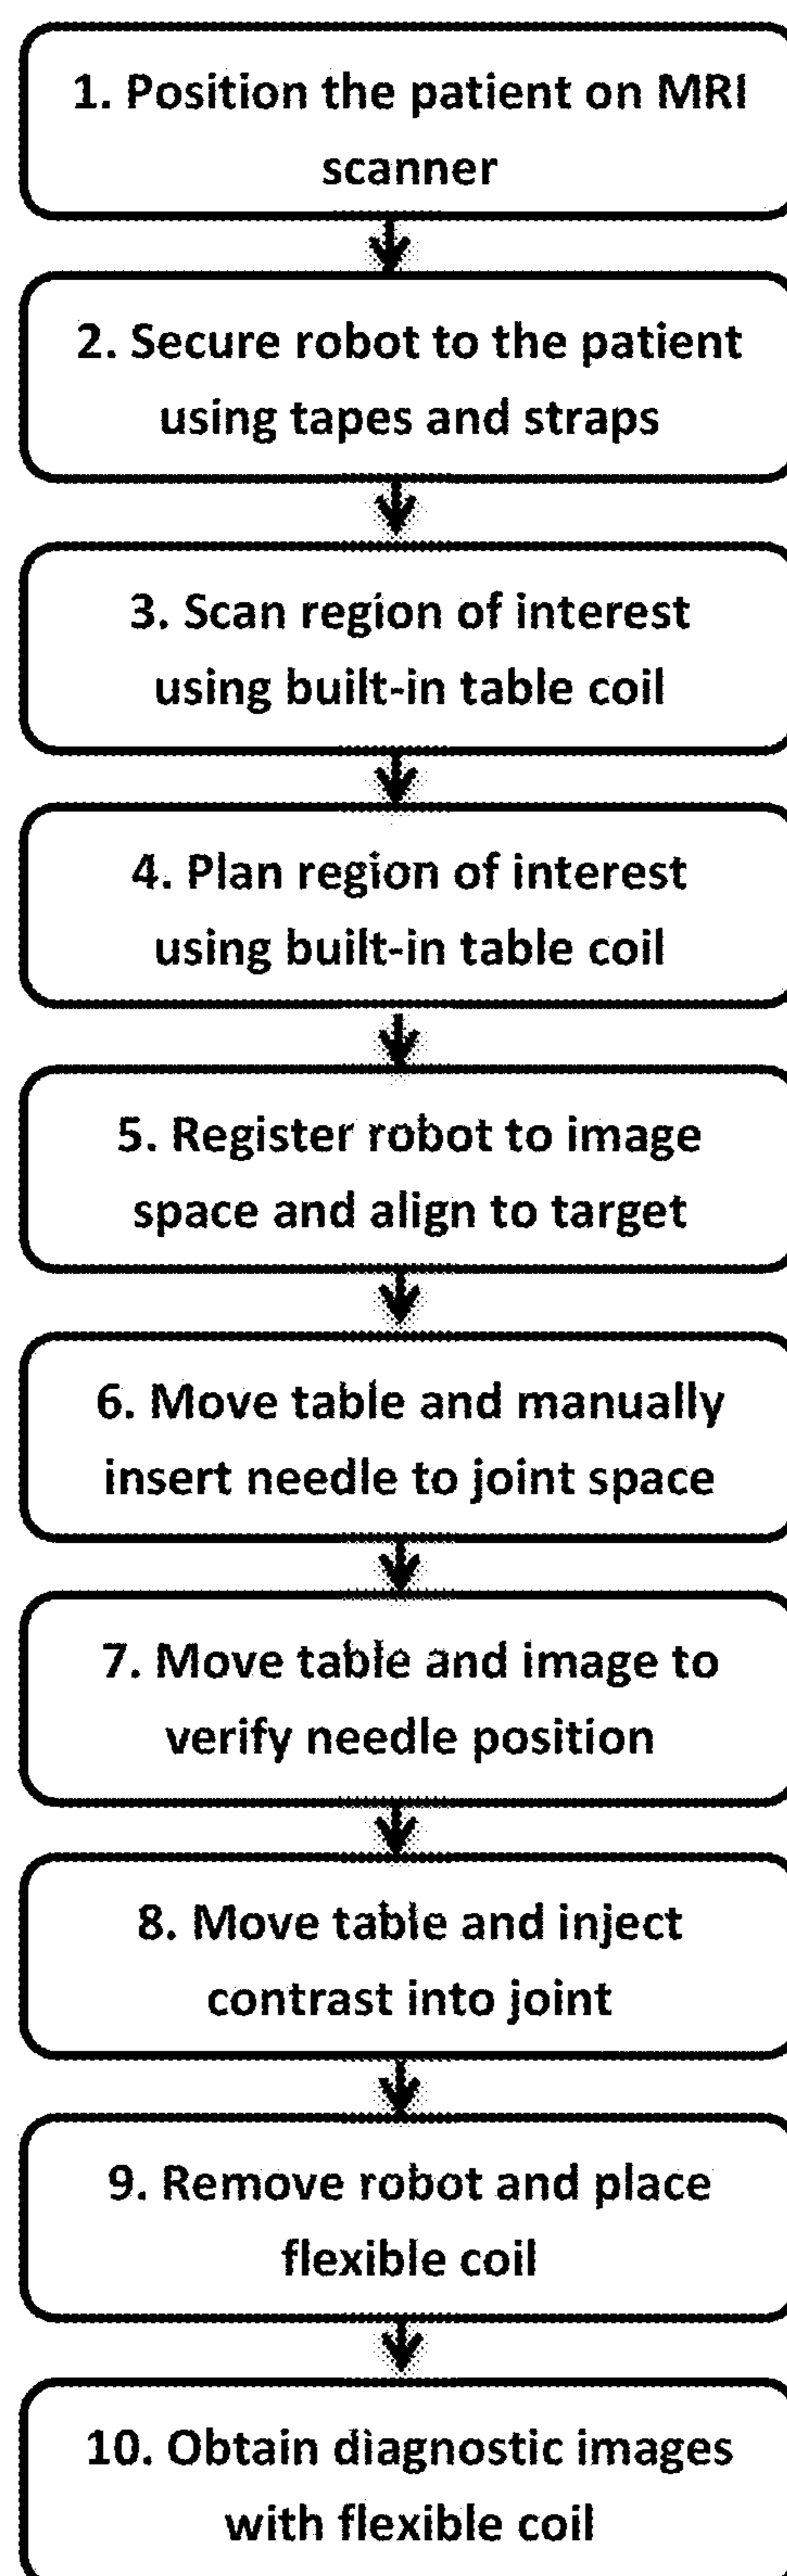 1. Position the patient on MRI
scanner
2. Secure robot to the patient
using tapes and straps
3. Scan region of interest
using built-in table coil
4. Plan region of interest
using built-in table coil
5. Register robot to image
space and align to target
6. Move table and manually
insert needle to joint space
7. Move table and image to
verify needle position
8. Move table and inject
contrast into joint
9. Remove robot and place
flexible coil
10. Obtain diagnostic images
with flexible coil